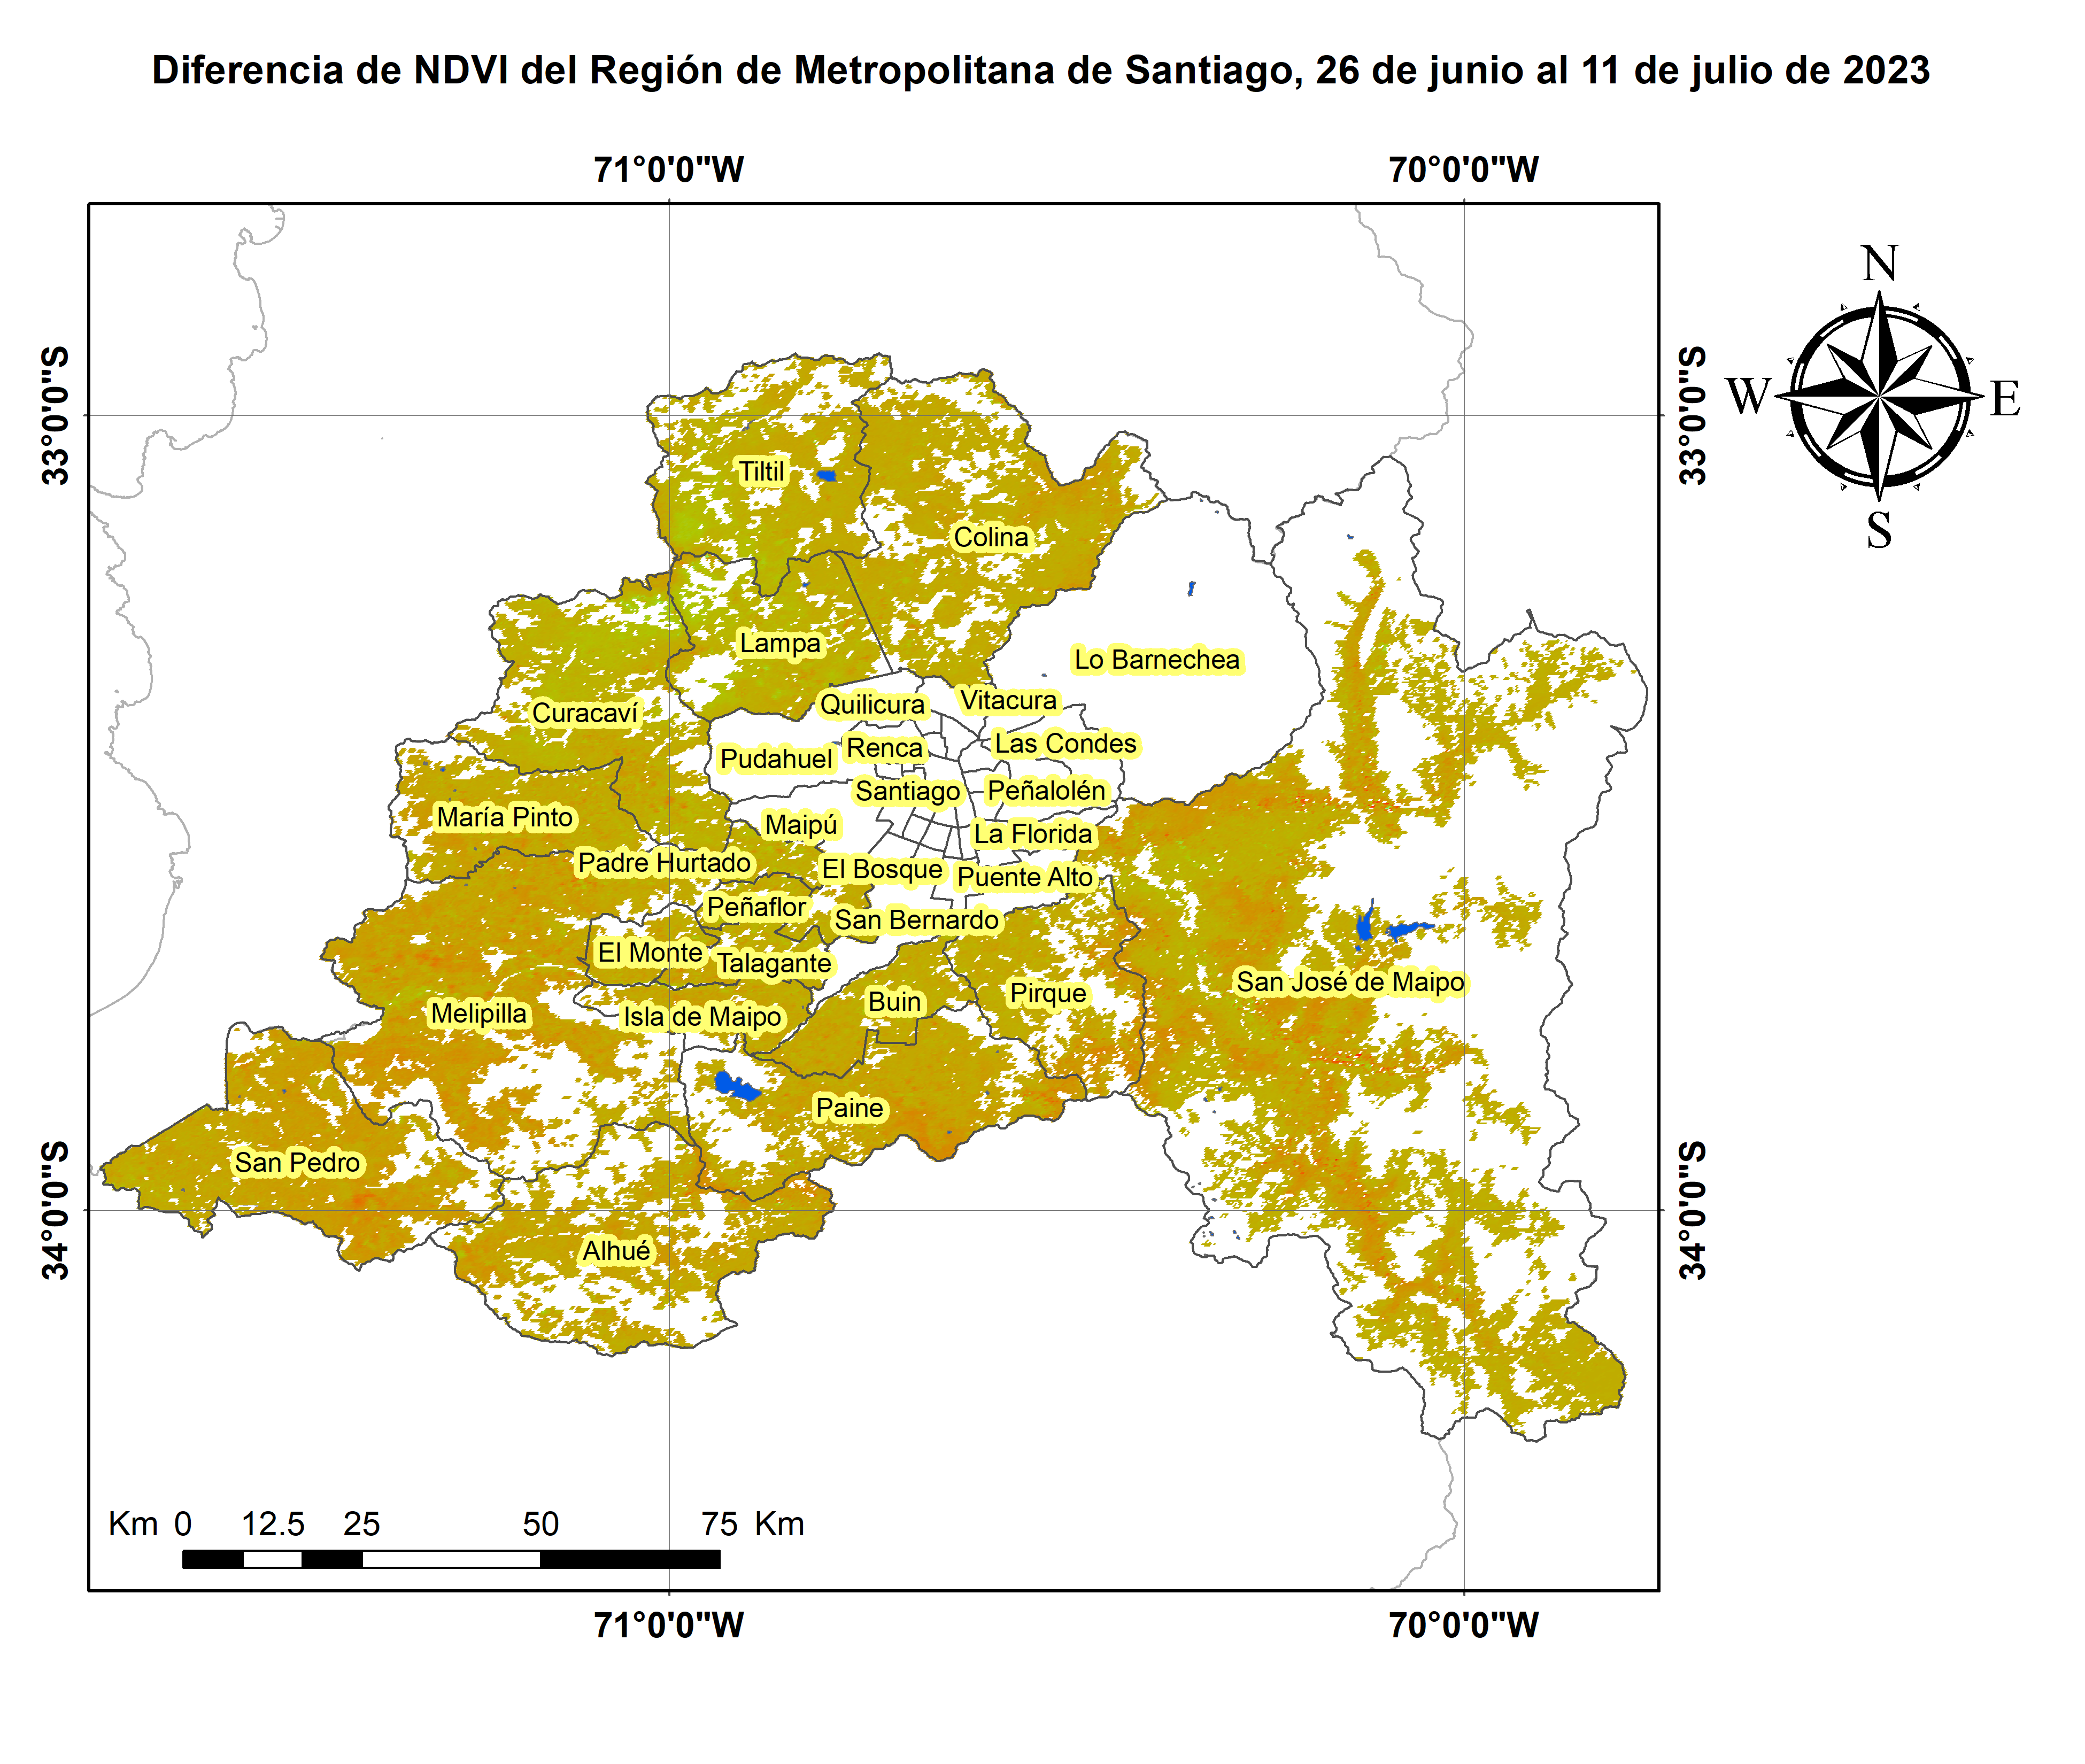 Diferencia de NDVI del Región de Metropolitana de Santiago, 26 de junio al 11 de julio de 2023
71°0'0"W
70°0'0"W
N
33°0'0"S
33°0'0"S
W
E
S
Tiltil
Colina
Lampa
Lo Barnechea
Quilicura
Vitacura
Curacaví
Renca
Las Condes
Pudahuel
Santiago
Peñalolén
María Pinto
Maipú
La Florida
Padre Hurtado
El Bosque
Puente Alto
Peñaflor
San Bernardo
El Monte
Talagante
San José de Maipo
Pirque
Buin
Melipilla
Isla de Maipo
Paine
San Pedro
34°0'0"S
34°0'0"S
Alhué
Km 0 12.5 25 50 75 Km
71°0'0"W
70°0'0"W